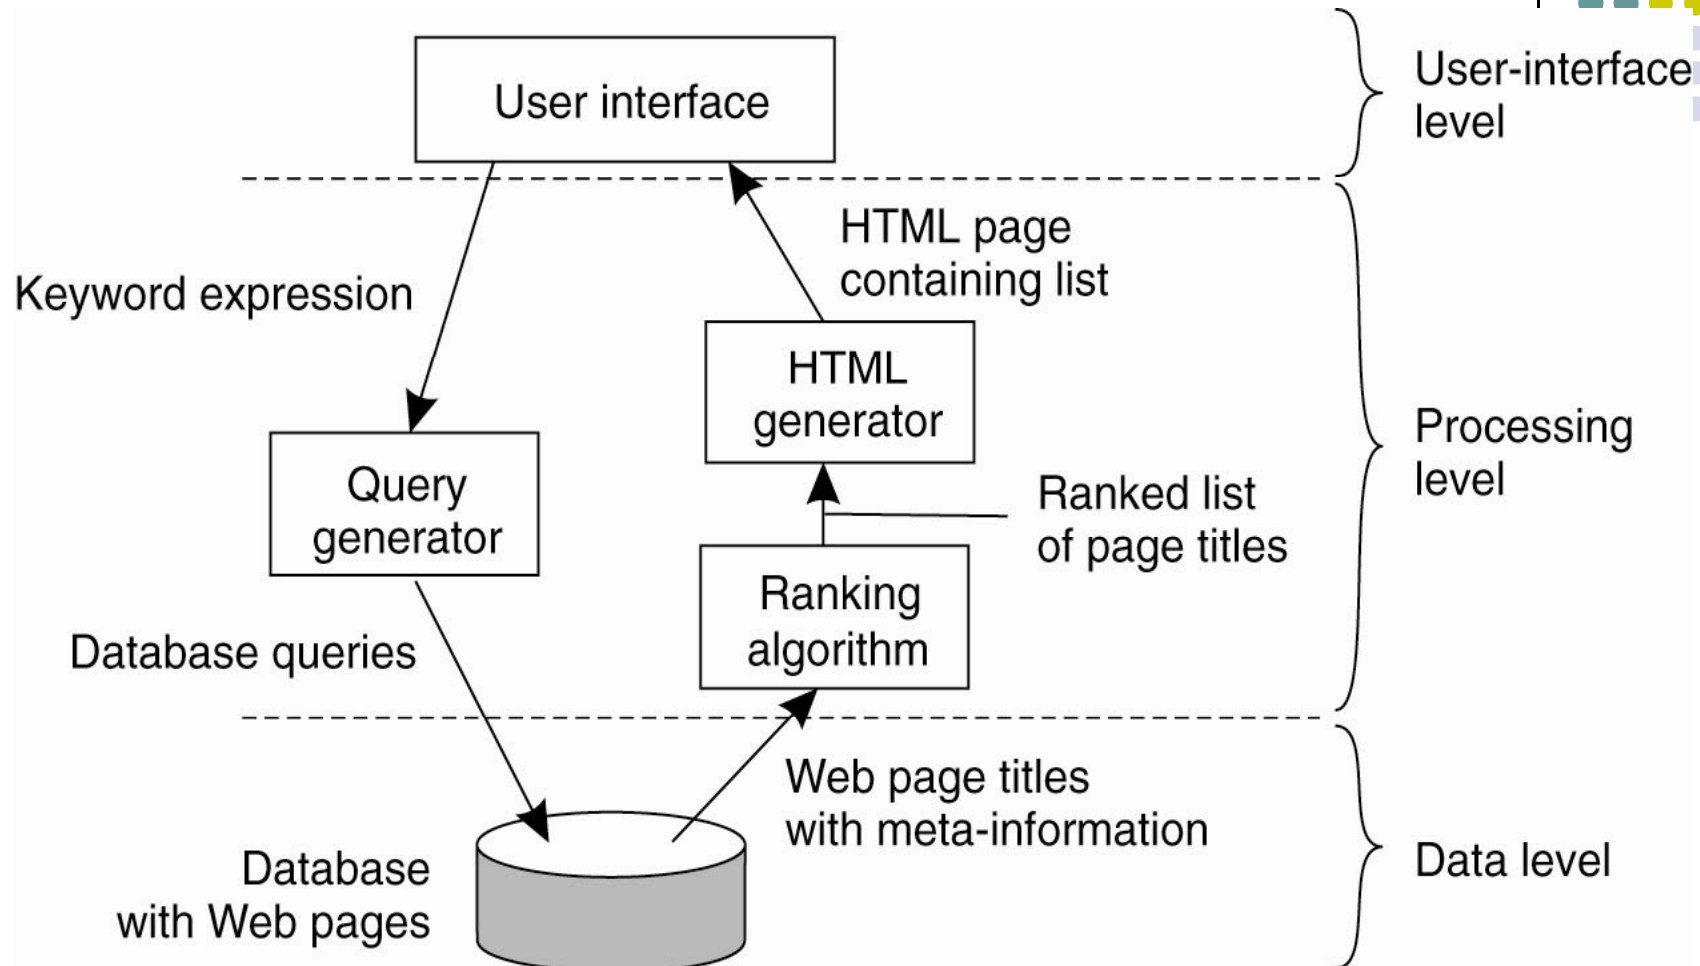 User interface
User-interface
level
HTML page
containing list
Keyword expression
HTML
generator
Processing
level
Query
generator
Ranked list
of page titles
Ranking
algorithm
Database queries
Web page titles
with meta-information
Database
with Web pages
Data level